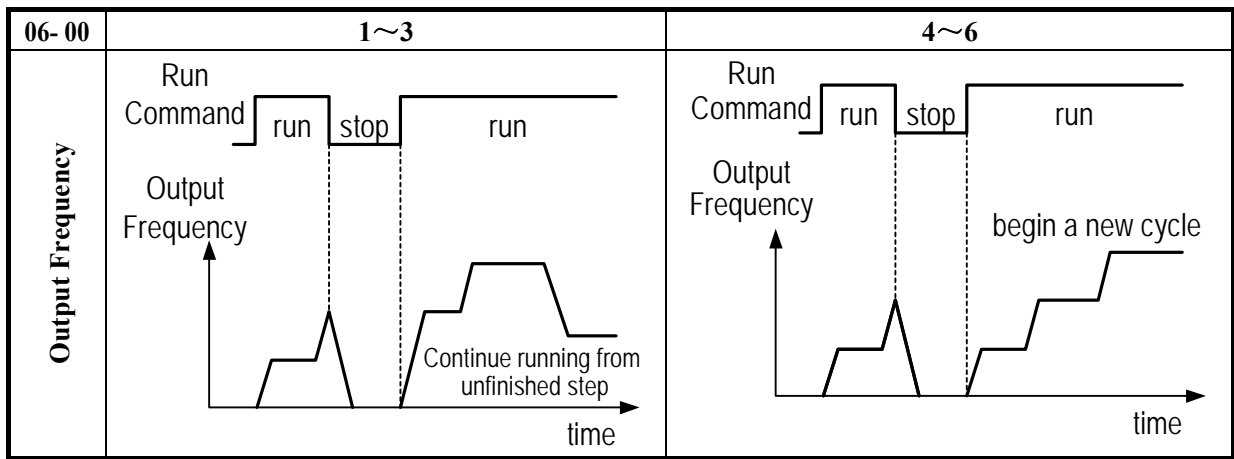 06- 00
1～3
4～6
Output Frequency
Run
Command
run
stop
run
Output
Frequency
Continue running from
unfinished step
time
Run
Command
run
stop
run
Output
Frequency
begin a new cycle
time